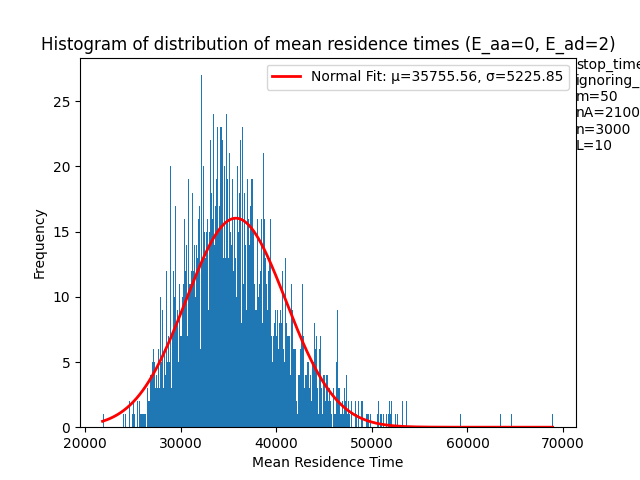 Histogram of distribution of mean residence times (E_aa=0, E_ad=2)
Normal Fit: μ=35755.56, σ=5225.85
stop_time
ignoring_
m=50
nA=2100
n=3000
L=10
Frequency
25
20
15
10
5
0
20000 30000 40000 50000 60000 70000
Mean Residence Time